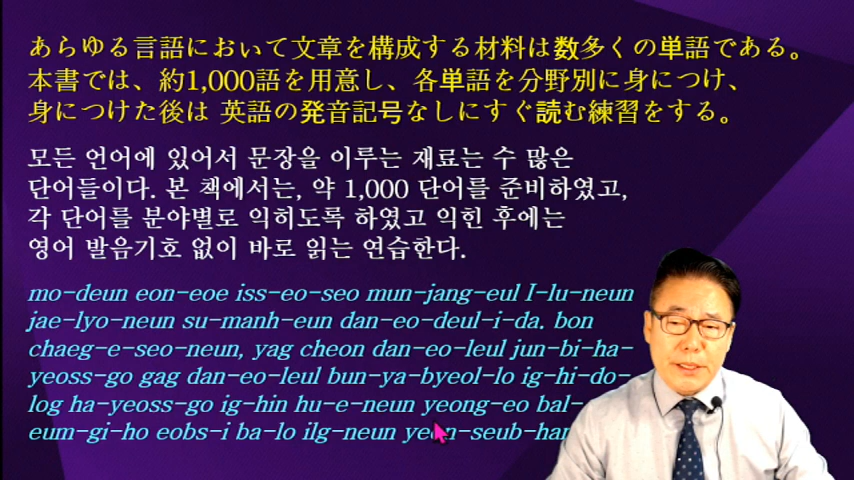 あらゆる言語において文章を構成する材料は数多くの単語である。
本書では、約1,000語を用意し、各単語を分野別に身につけ、
身につけた後は 英語の発音記号なしにすぐ読む練習をする。
모든 언어에 있어서 문장을 이루는 재료는 수 많은
단어들이다. 본 책에서는, 약 1,000 단어를 준비하였고,
각 단어를 분야별로 익히도록 하였고 익힌 후에는
영어 발음기호 없이 바로 읽는 연습한다.
mo-deun eon-eoe iss-eo-seo mun-jang-eul I-lu-neun
jae-lyo-neun su-manh-eun dan-eo-deul-i-da. bon
chaeg-e-seo-neun, yag cheon dan-eo-leul jun-bi-ha-
yeoss-go gag dan-eo-leul bun-ya-byeol-lo ig-hi-do-
log ha-yeoss-go ig-hin hu-e-neun yeong-eo bal-
eum-gi-ho eobs-i ba-lo ilg-neun